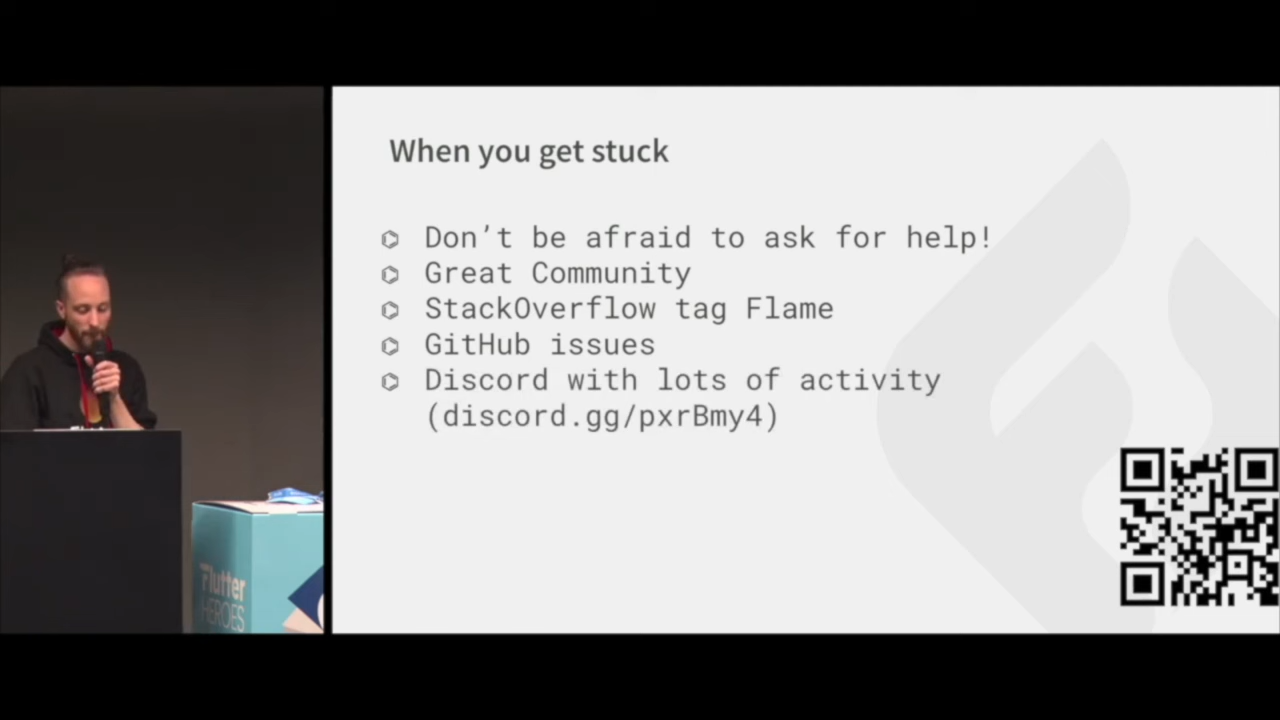 When you get stuck
Don't be afraid to ask for help!
Great Community
StackOverflow tag Flame
GitHub issues
Discord with lots of activity
(discord.gg/pxrBmy4)
Flutter
HEROES